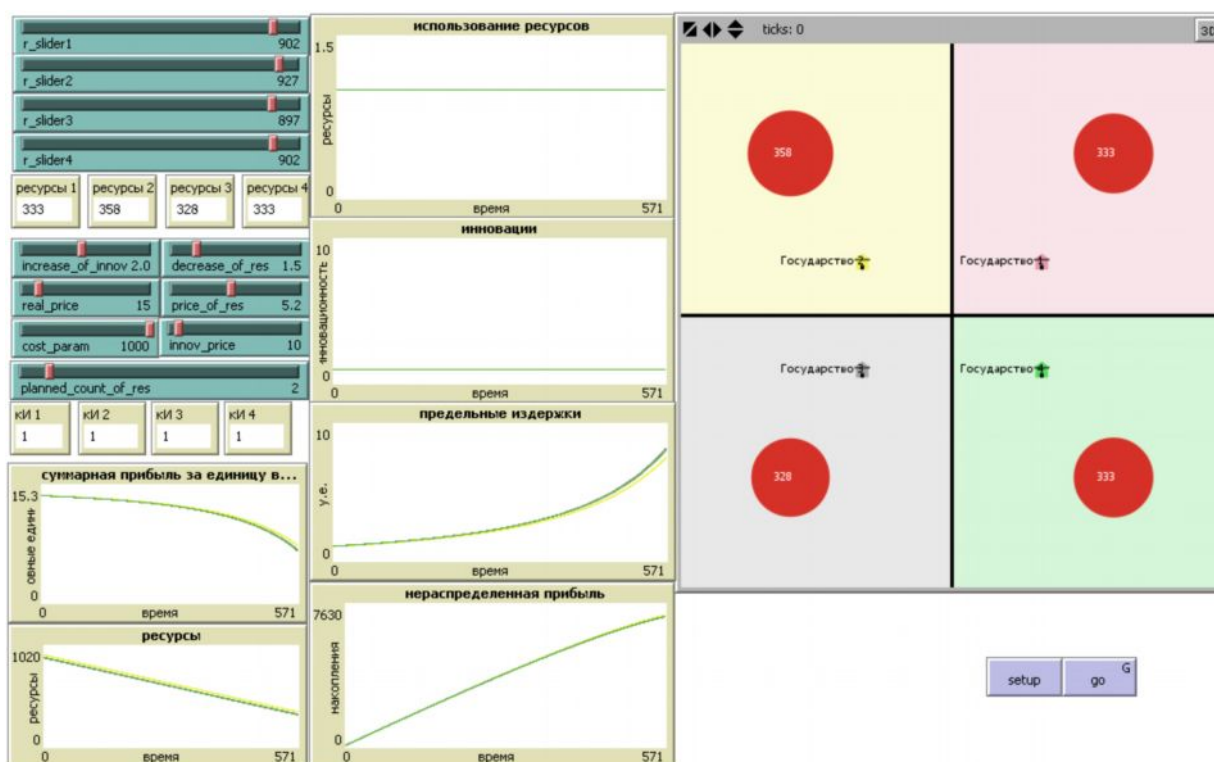 r_slider1 902
r_slider2 927
r_slider3 897
r_slider4 902
ресурсы 1 ресурсы 2 ресурсы 3 ресурсы 4
333 358 328 333
increase_of_innov 2.0 decrease_of_res 1.5
real_price 15 price_of_res 5.2
cost_param 1000 innov_price 10
planned_count_of_res 2
кИ 1 кИ 2 кИ 3 кИ 4
1 1 1 1
суммарная прибыль за единицу в...
15.3
овные един
0
0 время 571
ресурсы
1020
ресурсы
0
0 время 571
использование ресурсов
1.5
ресурсы
0
0 время 571
инновации
10
инновационность
0
0 время 571
предельные издержки
10
у.е.
0
0 время 571
нераспределенная прибыль
7630
накопления
0
0 время 571
ticks: 0 3D
358 333
Государство 2 Государство
Государство Государство
328 333
setup go G